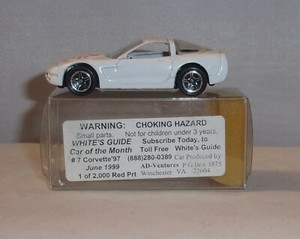 WARNING: CHOKING HAZARD
Small parts. Not for children under 3 years.
WHITE'S GUIDE Subscribe Today, to
Car of the Month Toll Free White's Guide
# 7 Corvette'97 (888)280-0389 Car Produced by
June 1999 AD-Ventures P.O.Box 1875
1 of 2,000 Red Prt Winchester VA 22604